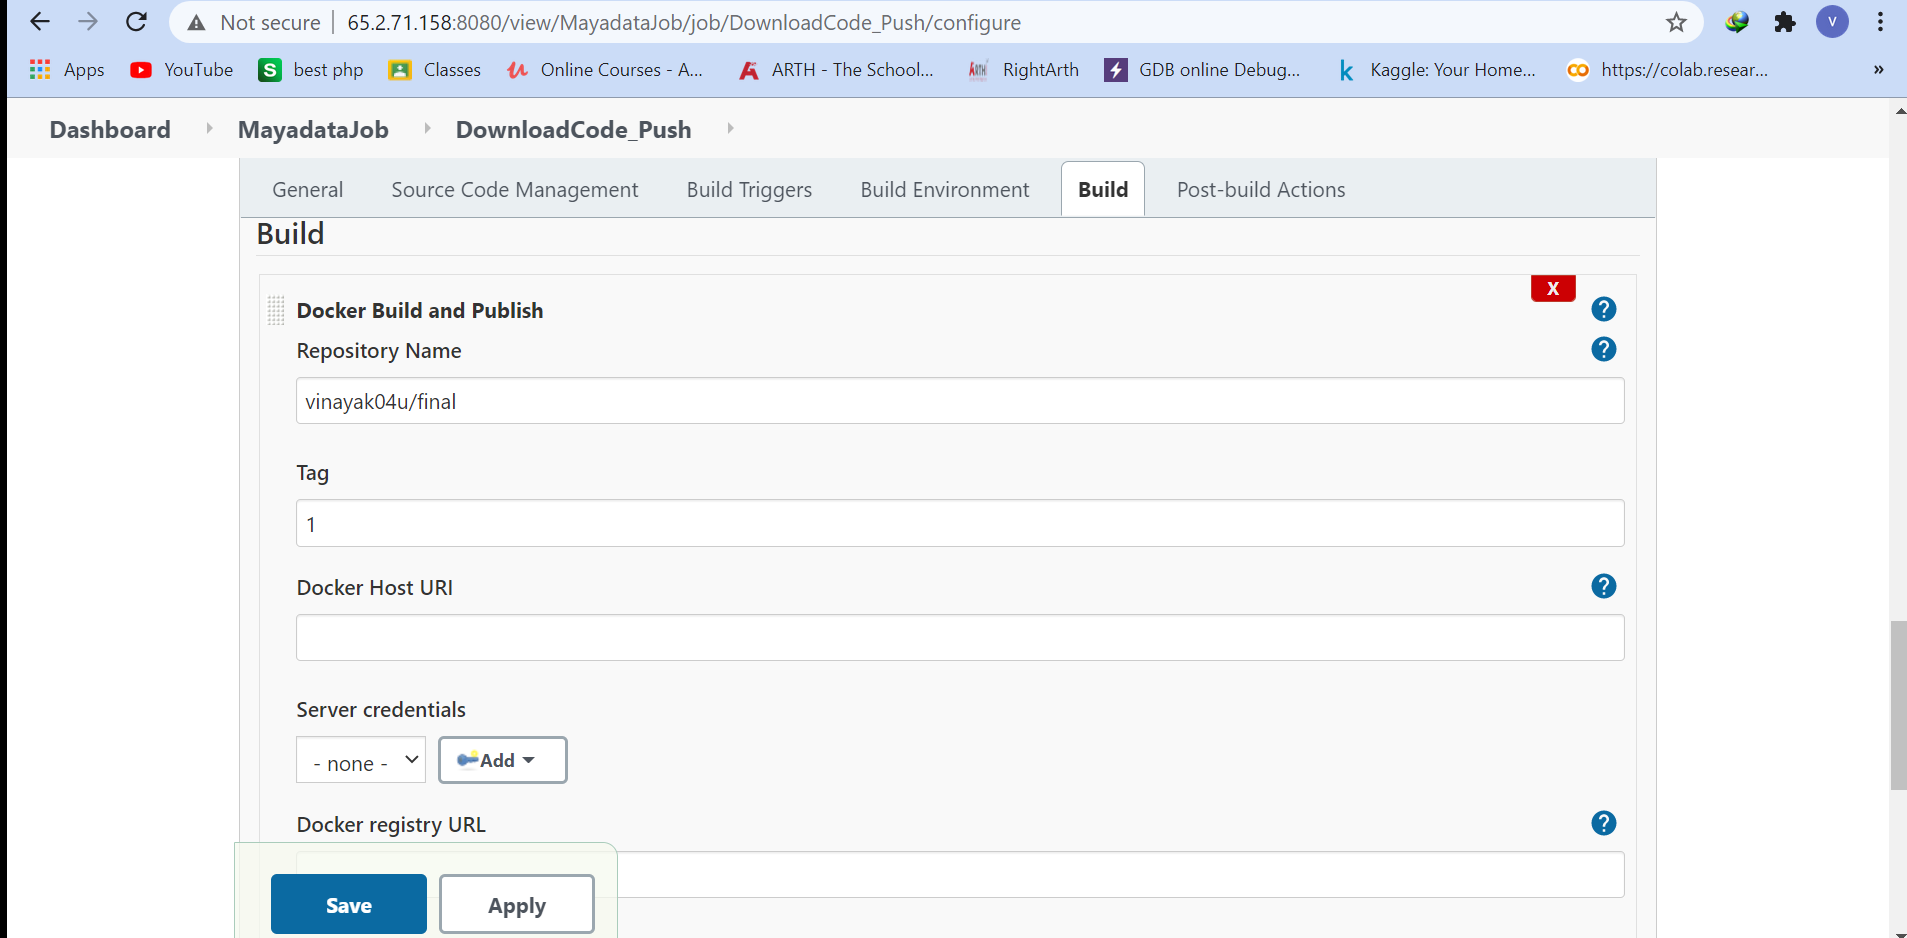 Not secure 65.2.71.158:8080/view/MayadataJob/job/DownloadCode_Push/configure V
Apps YouTube S best php Classes Online Courses - A... ARTH - The School... ARTH RightArth GDB online Debug... k Kaggle: Your Home... CO https://colab.resear... »
Dashboard MayadataJob DownloadCode_Push
General Source Code Management Build Triggers Build Environment Build Post-build Actions
Build
X
Docker Build and Publish ?
Repository Name ?
vinayak04u/final
Tag
1
Docker Host URI ?
Server credentials
- none - Add
Docker registry URL ?
Save Apply